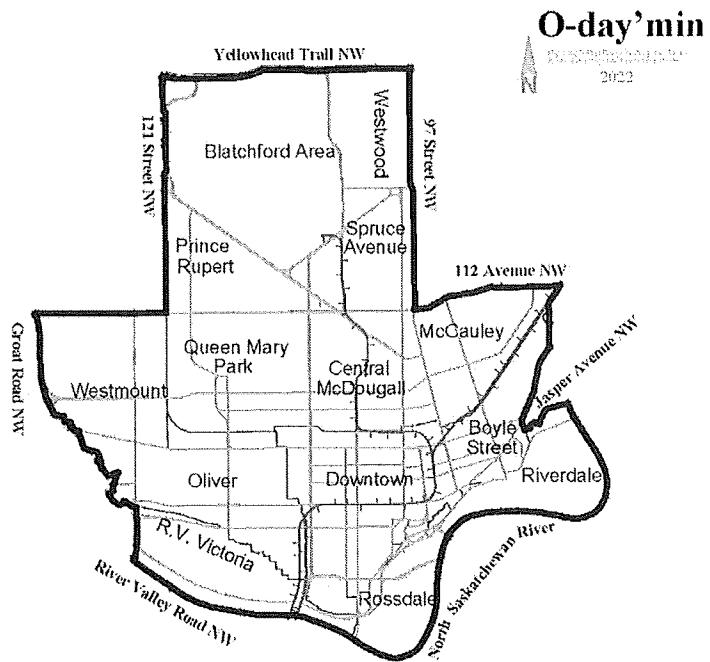 O-day'min
2022
Yellowhead Trail NW
121 Street NW
97 Street NW
Westwood
Blatchford Area
Spruce
Avenue
Prince
Rupert
112 Avenue NW
McCauley
Groat Road NW
Queen Mary
Park
Central
McDougall
Jasper Avenue NW
Westmount
Boyle
Street
Oliver
Downtown
Riverdale
R.V. Victoria
River Valley Road NW
Rossdale
North Saskatchewan River
N